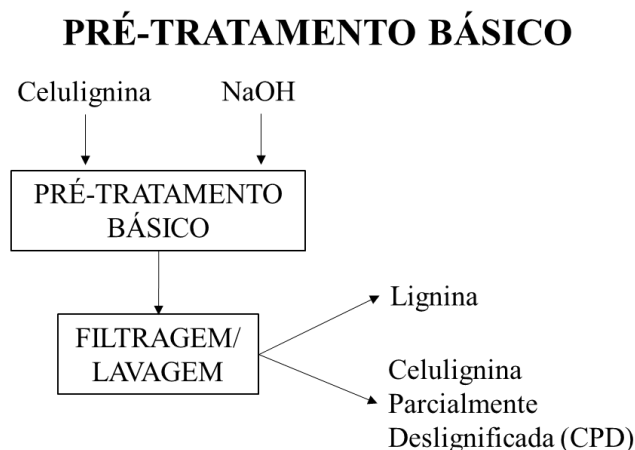 PRÉ-TRATAMENTO BÁSICO
Celulignina
NaOH
PRÉ-TRATAMENTO
BÁSICO
FILTRAGEM/
LAVAGEM
Lignina
Celulignina
Parcialmente
Deslignificada (CPD)